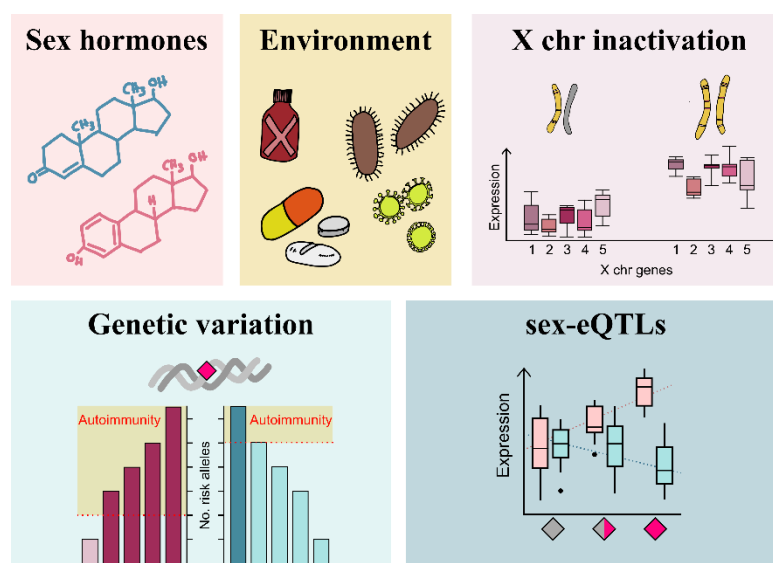 Sex hormones
CH₃
OH
CH₃
O
CH₃
OH
H
HO
Environment
X chr inactivation
Expression
1 2 3 4 5
1 2 3 4 5
X chr genes
Genetic variation
Autoimmunity
No. risk alleles
Autoimmunity
sex-eQTLs
Expression